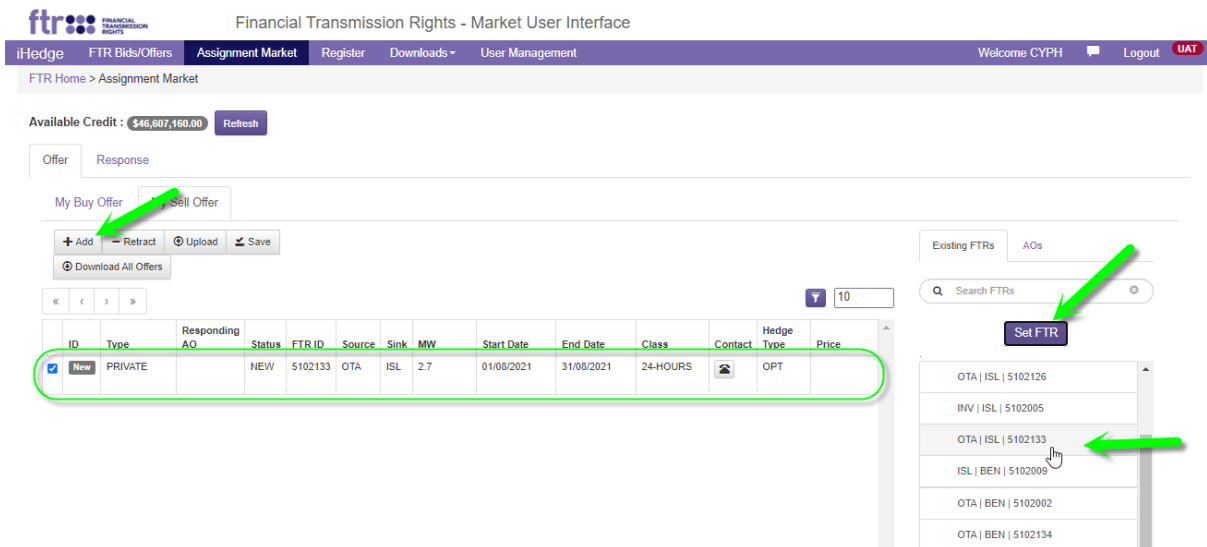 ftr FINANCIAL TRANSMISSION RIGHTS
Financial Transmission Rights - Market User Interface
iHedge FTR Bids/Offers Assignment Market Register Downloads User Management Welcome CYPH Logout UAT
FTR Home > Assignment Market
Available Credit : $46,607,160.00 Refresh
Offer Response
My Buy Offer My Sell Offer
Add Retract Upload Save
Download All Offers
Existing FTRs AOs
Search FTRs
Set FTR
« ‹ › » 10
ID Type Responding AO Status FTR ID Source Sink MW Start Date End Date Class Contact Hedge Type Price
New PRIVATE NEW 5102133 OTA ISL 2.7 01/08/2021 31/08/2021 24-HOURS OPT
OTA | ISL | 5102126
INV | ISL | 5102005
OTA | ISL | 5102133
ISL | BEN | 5102009
OTA | BEN | 5102002
OTA | BEN | 5102134